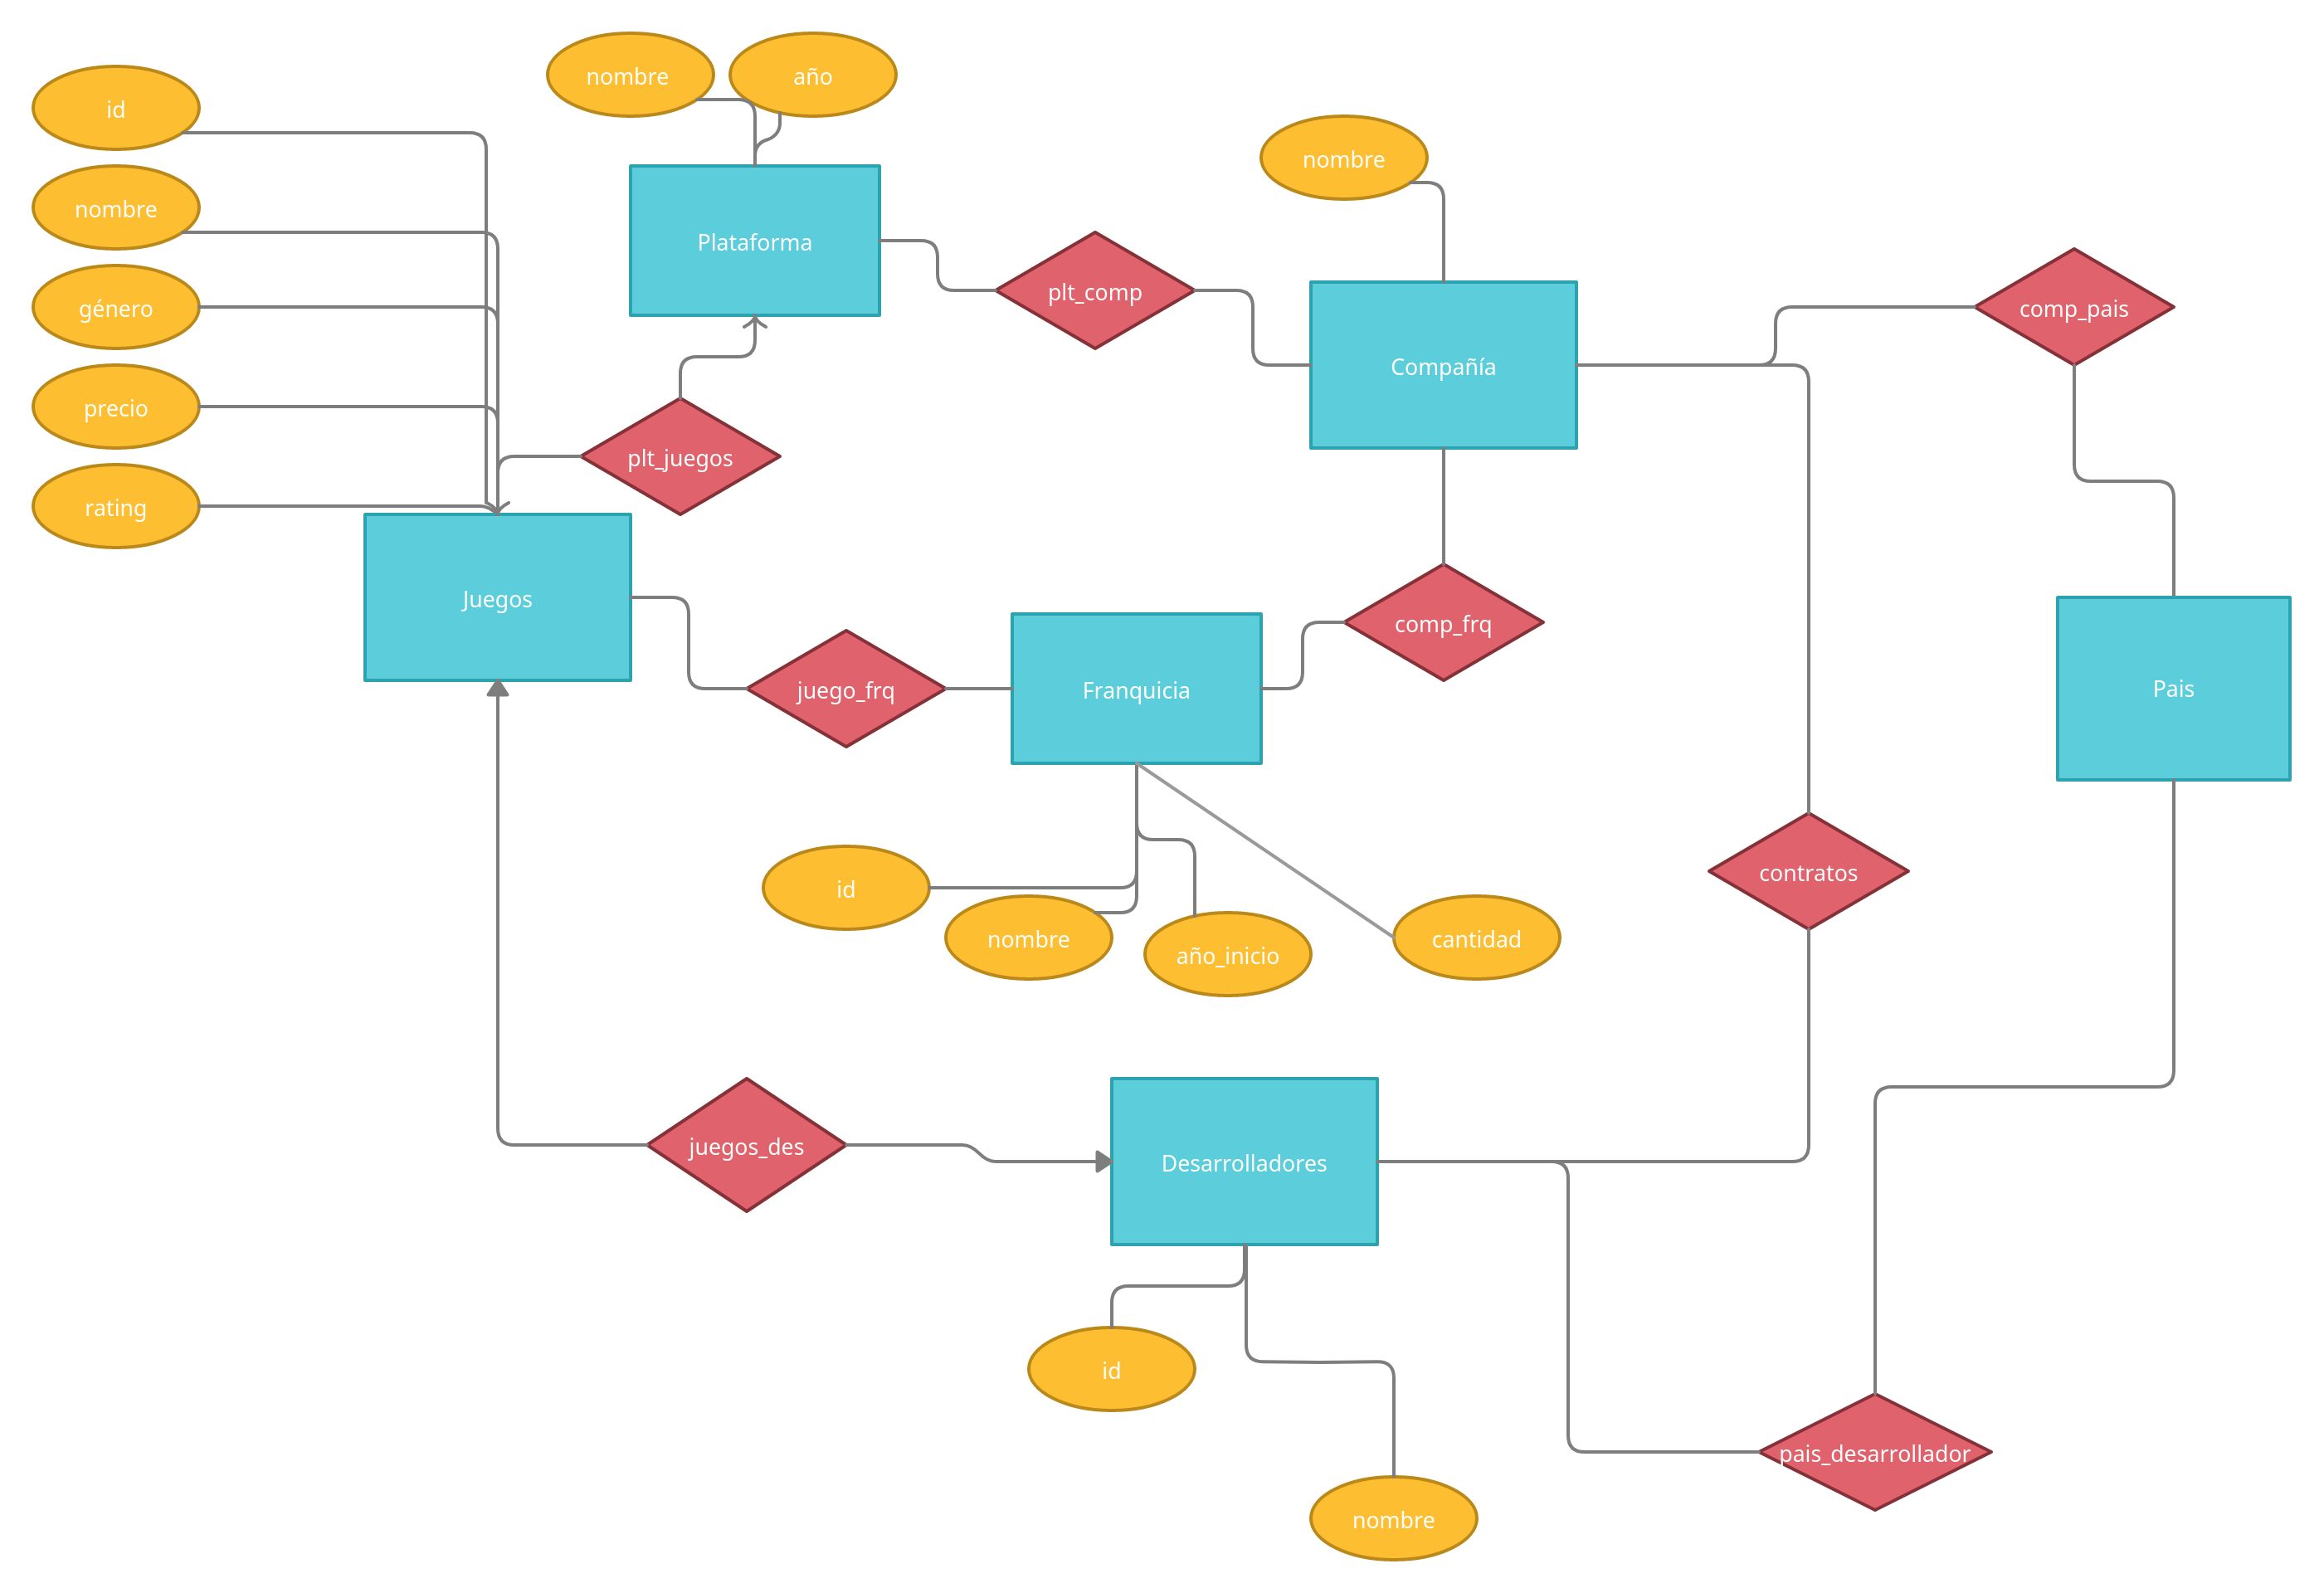 nombre
año
id
nombre
nombre
Plataforma
género
plt_comp
comp_pais
Compañía
precio
plt_juegos
rating
Juegos
comp_frq
juego_frq
Franquicia
Pais
contratos
id
nombre
año_inicio
cantidad
juegos_des
Desarrolladores
id
pais_desarrollador
nombre